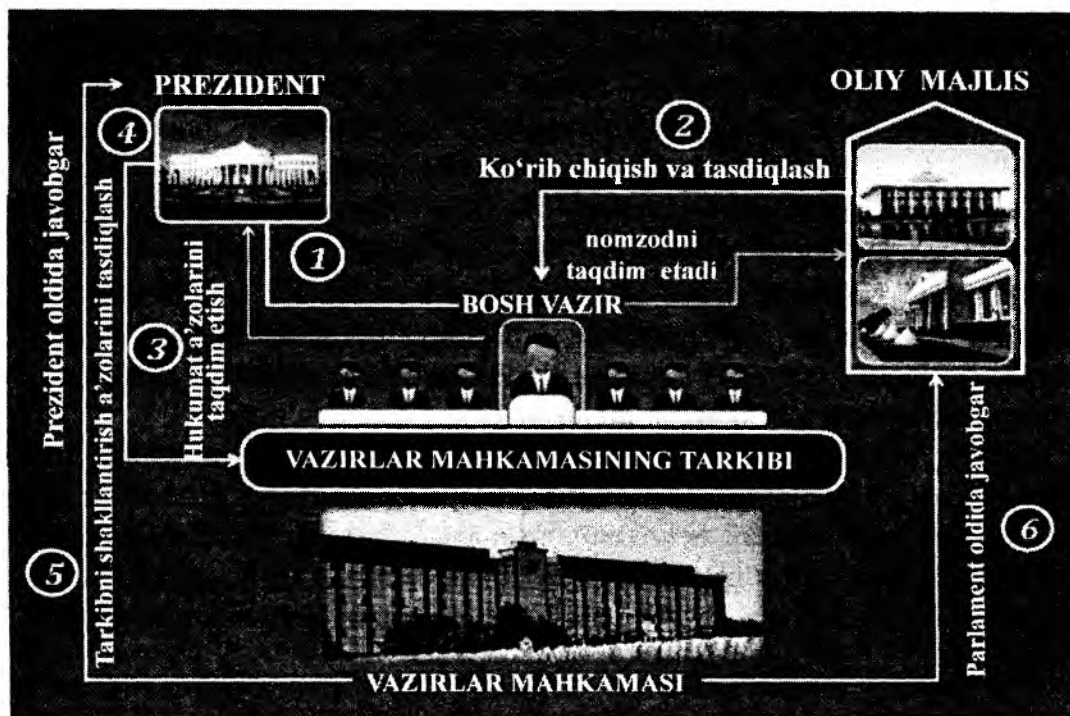 PREZIDENT
OLIY MAJLIS
4
2
Ko‘rib chiqish va tasdiqlash
1
nomzodni
taqdim etadi
BOSH VAZIR
3
Hukumat a’zolarini
taqdim etish
Prezident oldida javobgar
Tarkibni shakllantirish a’zolarini tasdiqlash
VAZIRLAR MAHKAMASINING TARKIBI
5
6
Parlament oldida javobgar
VAZIRLAR MAHKAMASI